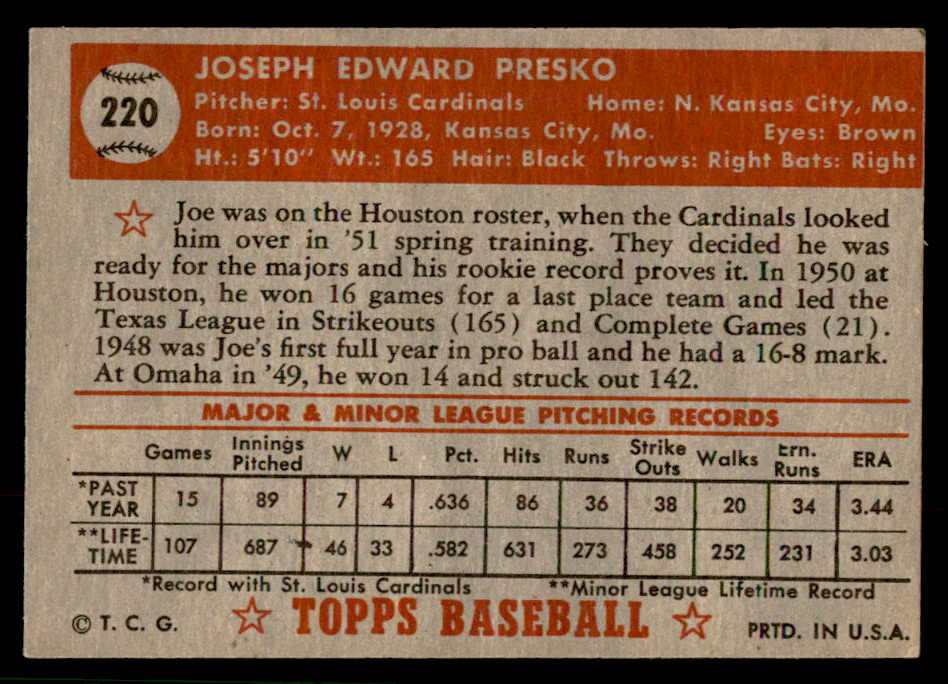 220
JOSEPH EDWARD PRESKO
Pitcher: St. Louis Cardinals Home: N. Kansas City, Mo.
Born: Oct. 7, 1928, Kansas City, Mo. Eyes: Brown
Ht.: 5'10" Wt.: 165 Hair: Black Throws: Right Bats: Right
Joe was on the Houston roster, when the Cardinals looked
him over in '51 spring training. They decided he was
ready for the majors and his rookie record proves it. In 1950 at
Houston, he won 16 games for a last place team and led the
Texas League in Strikeouts (165) and Complete Games (21).
1948 was Joe's first full year in pro ball and he had a 16-8 mark.
At Omaha in '49, he won 14 and struck out 142.
MAJOR & MINOR LEAGUE PITCHING RECORDS
Games Innings Pitched W L Pct. Hits Runs Strike Outs Walks Ern. Runs ERA
*PAST YEAR 15 89 7 4 .636 86 36 38 20 34 3.44
**LIFE-TIME 107 687 46 33 .582 631 273 458 252 231 3.03
*Record with St. Louis Cardinals **Minor League Lifetime Record
© T. C. G. TOPPS BASEBALL PRTD. IN U.S.A.